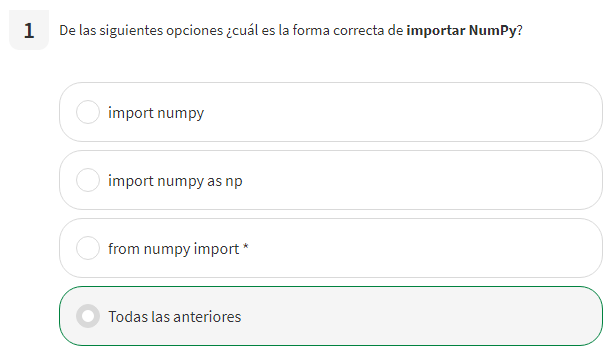 1
De las siguientes opciones ¿cuál es la forma correcta de importar NumPy?
import numpy
import numpy as np
from numpy import *
Todas las anteriores